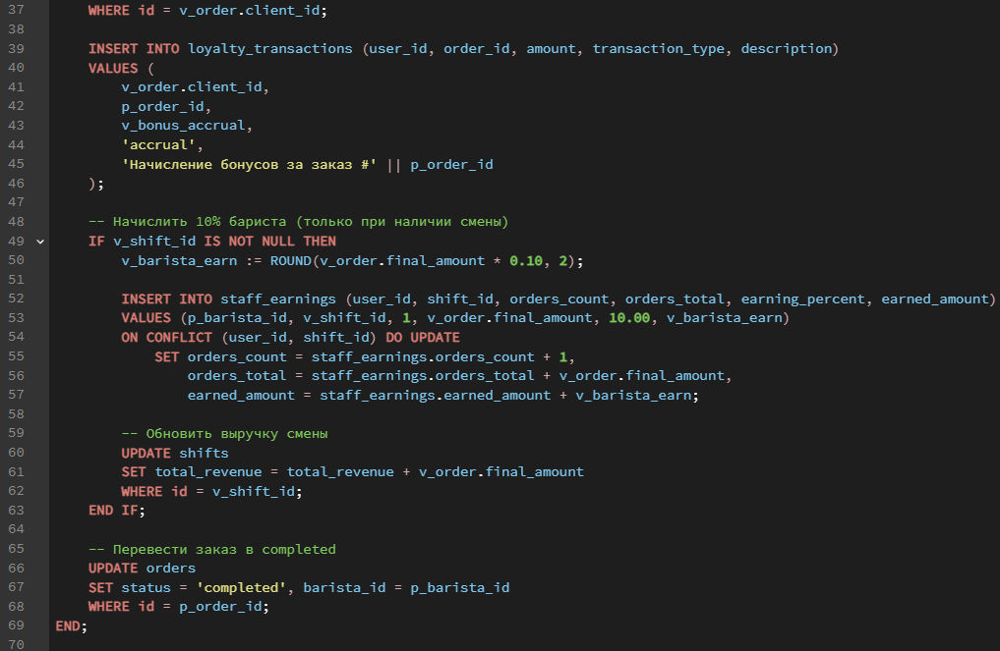 37 WHERE id = v_order.client_id;
38
39 INSERT INTO loyalty_transactions (user_id, order_id, amount, transaction_type, description)
40 VALUES (
41 v_order.client_id,
42 p_order_id,
43 v_bonus_accrual,
44 'accrual',
45 'Начисление бонусов за заказ #' || p_order_id
46 );
47
48 -- Начислить 10% бариста (только при наличии смены)
49 IF v_shift_id IS NOT NULL THEN
50 v_barista_earn := ROUND(v_order.final_amount * 0.10, 2);
51
52 INSERT INTO staff_earnings (user_id, shift_id, orders_count, orders_total, earning_percent, earned_amount)
53 VALUES (p_barista_id, v_shift_id, 1, v_order.final_amount, 10.00, v_barista_earn)
54 ON CONFLICT (user_id, shift_id) DO UPDATE
55 SET orders_count = staff_earnings.orders_count + 1,
56 orders_total = staff_earnings.orders_total + v_order.final_amount,
57 earned_amount = staff_earnings.earned_amount + v_barista_earn;
58
59 -- Обновить выручку смены
60 UPDATE shifts
61 SET total_revenue = total_revenue + v_order.final_amount
62 WHERE id = v_shift_id;
63 END IF;
64
65 -- Перевести заказ в completed
66 UPDATE orders
67 SET status = 'completed', barista_id = p_barista_id
68 WHERE id = p_order_id;
69 END;
70